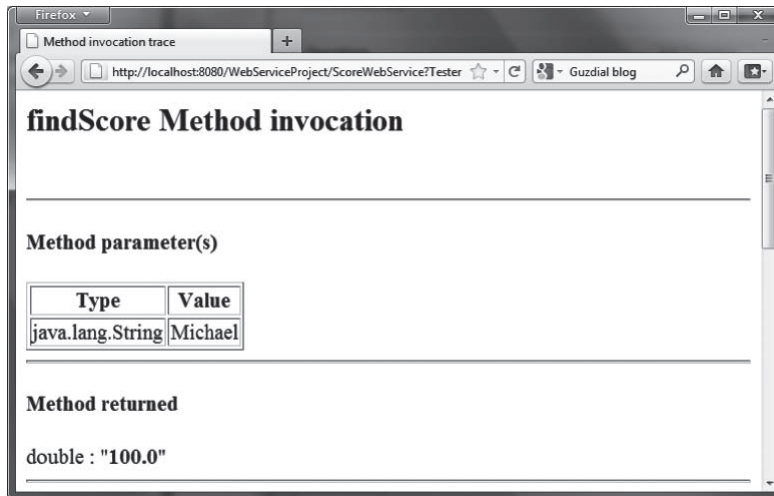 Firefox
Method invocation trace
http://localhost:8080/WebServiceProject/ScoreWebService?Tester
Guzdial blog
findScore Method invocation
Method parameter(s)
Type Value
java.lang.String Michael
Method returned
double : "100.0"